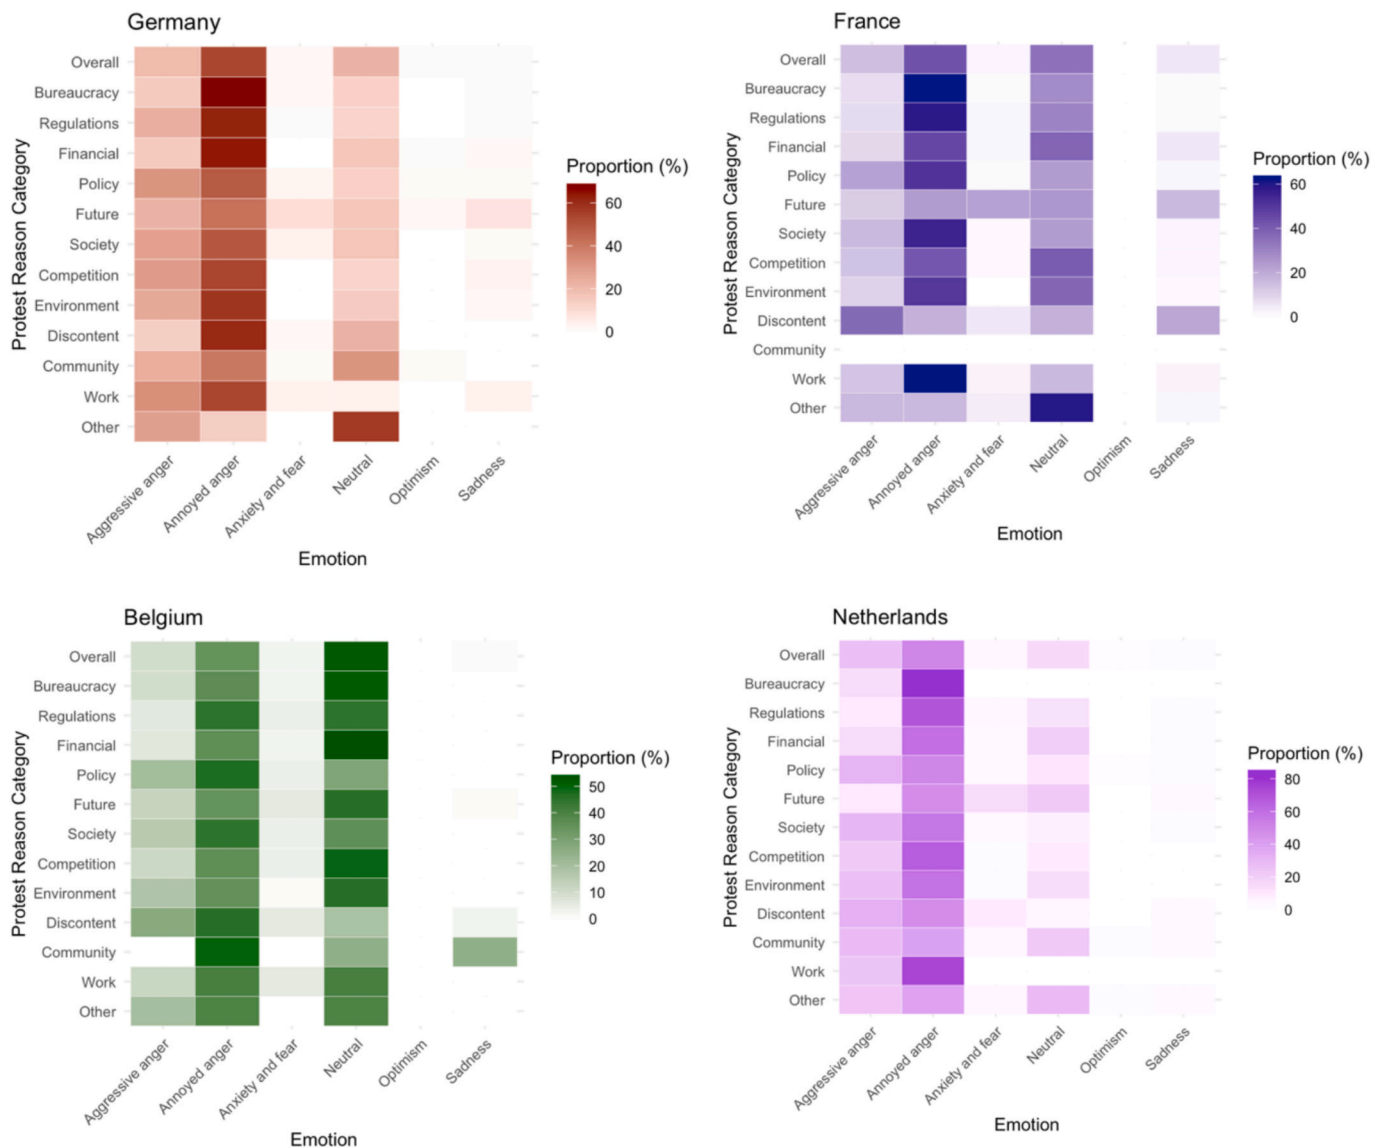 Germany
Protest Reason Category
Overall
Bureaucracy
Regulations
Financial
Policy
Future
Society
Competition
Environment
Discontent
Community
Work
Other
Aggressive anger
Annoyed anger
Anxiety and fear
Neutral
Optimism
Sadness
Emotion
Proportion (%)
60
40
20
0
France
Protest Reason Category
Overall
Bureaucracy
Regulations
Financial
Policy
Future
Society
Competition
Environment
Discontent
Community
Work
Other
Aggressive anger
Annoyed anger
Anxiety and fear
Neutral
Optimism
Sadness
Emotion
Proportion (%)
60
40
20
0
Belgium
Protest Reason Category
Overall
Bureaucracy
Regulations
Financial
Policy
Future
Society
Competition
Environment
Discontent
Community
Work
Other
Aggressive anger
Annoyed anger
Anxiety and fear
Neutral
Optimism
Sadness
Emotion
Proportion (%)
50
40
30
20
10
0
Netherlands
Protest Reason Category
Overall
Bureaucracy
Regulations
Financial
Policy
Future
Society
Competition
Environment
Discontent
Community
Work
Other
Aggressive anger
Annoyed anger
Anxiety and fear
Neutral
Optimism
Sadness
Emotion
Proportion (%)
80
60
40
20
0